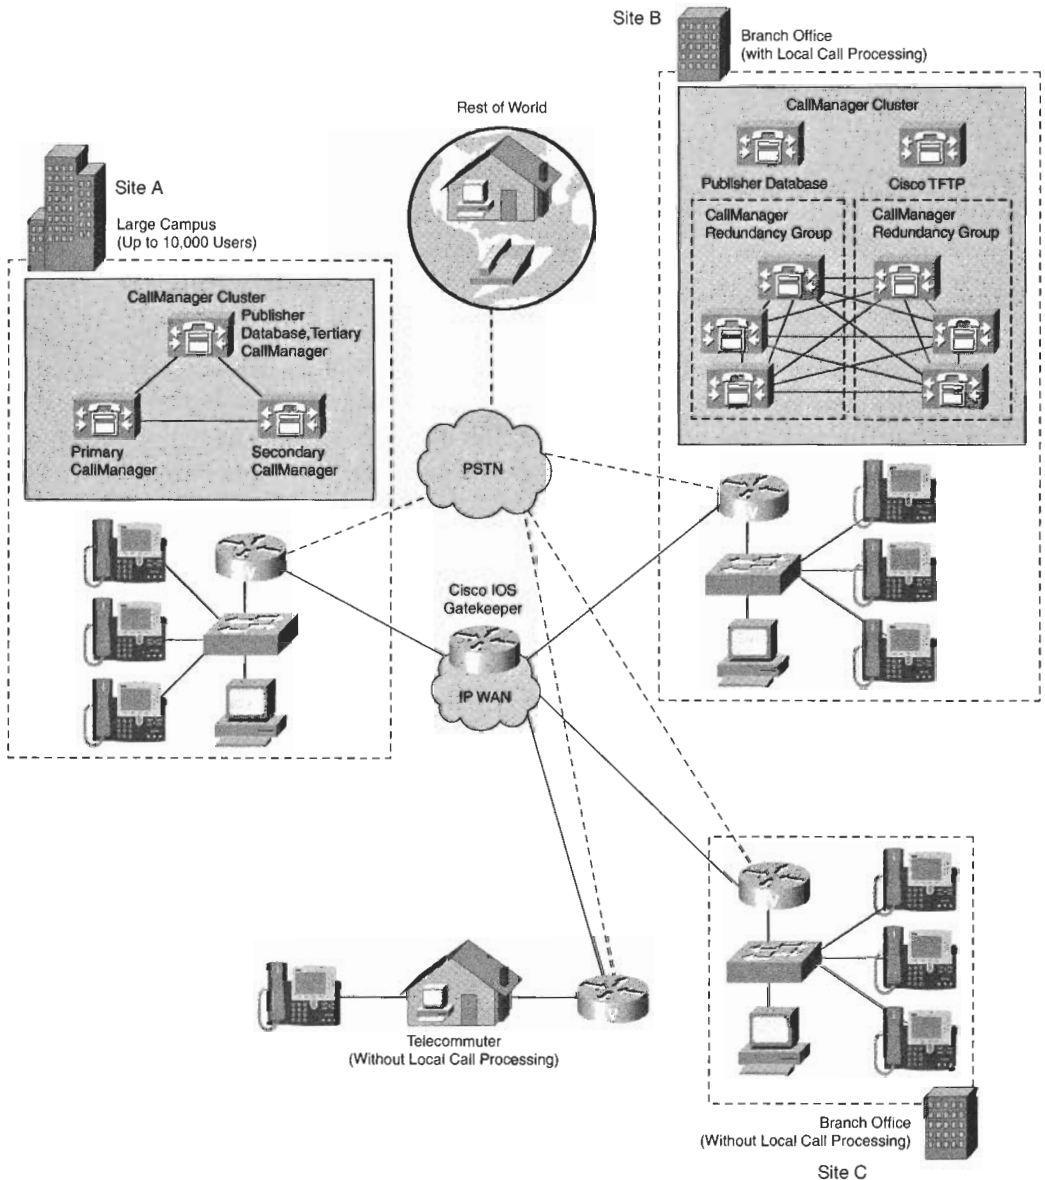 Site B
Branch Office
(with Local Call Processing)
CallManager Cluster
Publisher Database
Cisco TFTP
CallManager
Redundancy Group
CallManager
Redundancy Group
Rest of World
Site A
Large Campus
(Up to 10,000 Users)
CallManager Cluster
Publisher
Database,Tertiary
CallManager
Primary
CallManager
Secondary
CallManager
PSTN
V
V
Cisco IOS
Gatekeeper
IP WAN
V
V
Telecommuter
(Without Local Call Processing)
Branch Office
(Without Local Call Processing)
Site C